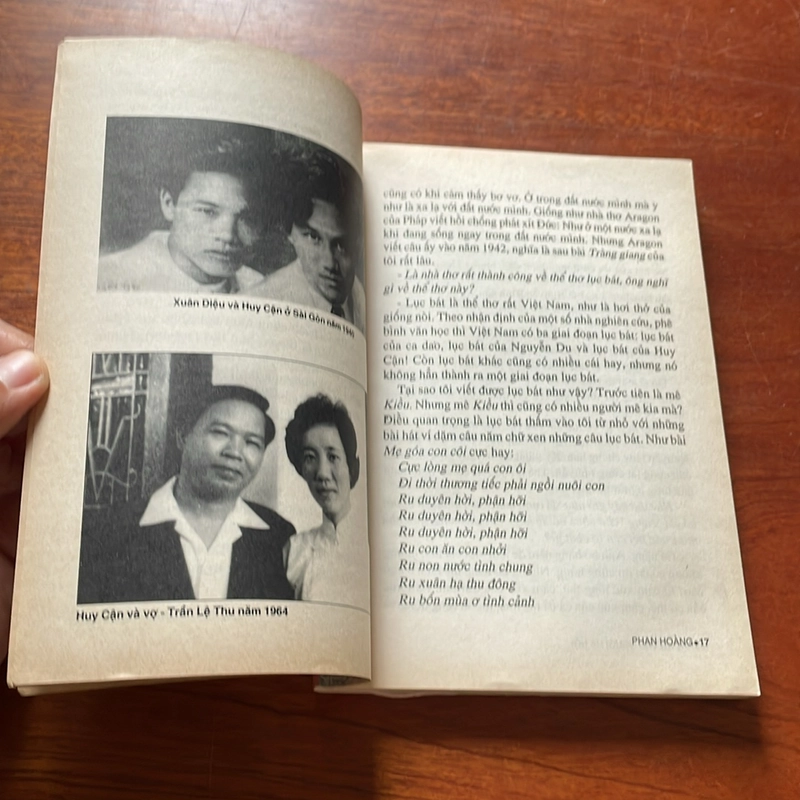 Xuân Diệu và Huy Cận ở Sài Gòn năm
Huy Cận và vợ - Trần Lệ Thu năm 1964
cũng có khi cảm thấy bơ vơ. Ở trong đất nước mình mà y
như là xa lạ với đất nước mình. Giống như nhà thơ Aragon
của Pháp viết hồi chống phát xít Đức: Như ở một nước xa lạ
khi đang sống ngay trong đất nước mình. Nhưng Aragon
viết câu ấy vào năm 1942, nghĩa là sau bài Tràng giang của
tôi rất lâu.
- Là nhà thơ rất thành công về thể thơ lục bát, ông nghĩ
gì về thể thơ này?
- Lục bát là thể thơ rất Việt Nam, như là hơi thở của
giống nòi. Theo nhận định của một số nhà nghiên cứu, phê
bình văn học thì Việt Nam có ba giai đoạn lục bát: lục bát
của ca dao, lục bát của Nguyễn Du và lục bát của Huy
Cận! Còn lục bát khác cũng có nhiều cái hay, nhưng nó
không hẳn thành ra một giai đoạn lục bát.
Tại sao tôi viết được lục bát như vậy? Trước tiên là mê
Kiều. Nhưng mê Kiều thì cũng có nhiều người mê kia mà?
Điều quan trọng là lục bát thấm vào tôi từ nhỏ với những
bài hát ví dặm câu năm chữ xen những câu lục bát. Như bài
Mẹ góa con côi cực hay:
Cực lòng mẹ quá con ôi
Đi thời thương tiếc phải ngồi nuôi con
Ru duyên hời, phận hỡi
Ru duyên hời, phận hỡi
Ru duyên hời, phận hỡi
Ru con ăn con nhởi
Ru non nước tình chung
Ru xuân hạ thu đông
Ru bốn mùa ơ tình cảnh
PHAN HOÀNG•17